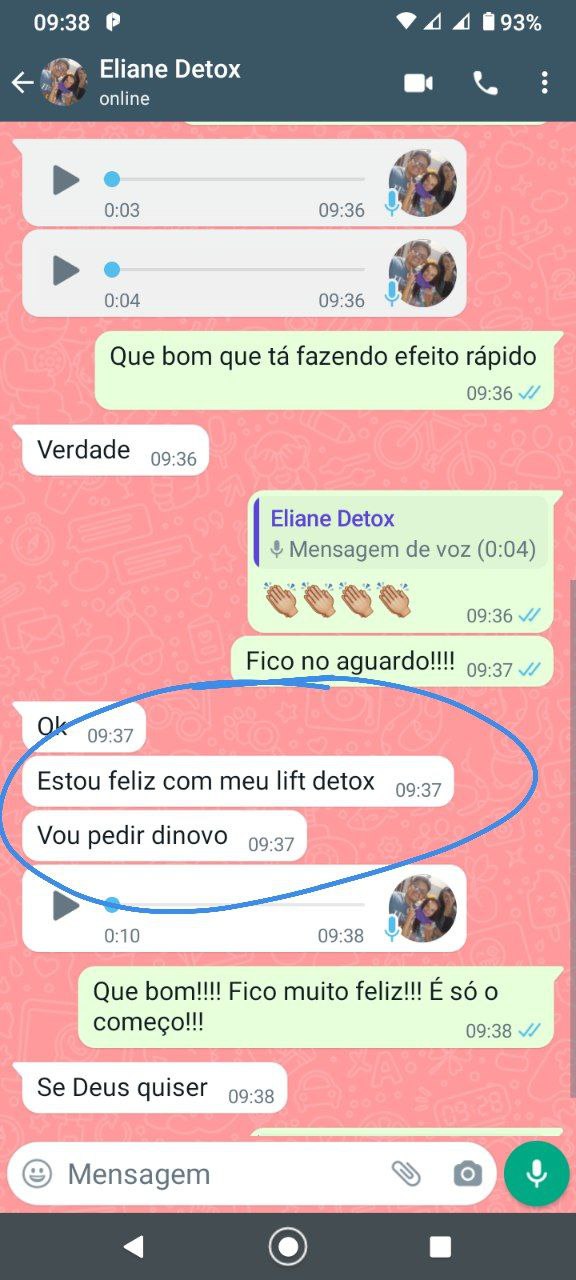 09:38
93%
Eliane Detox
online
0:03 09:36
0:04 09:36
Que bom que tá fazendo efeito rápido
09:36
Verdade 09:36
Eliane Detox
Mensagem de voz (0:04)
👏🏼👏🏼👏🏼👏🏼 09:36
Fico no aguardo!!!! 09:37
Ok 09:37
Estou feliz com meu lift detox 09:37
Vou pedir dinovo 09:37
0:10 09:38
Que bom!!!! Fico muito feliz!!! É só o
começo!!! 09:38
Se Deus quiser 09:38
Mensagem